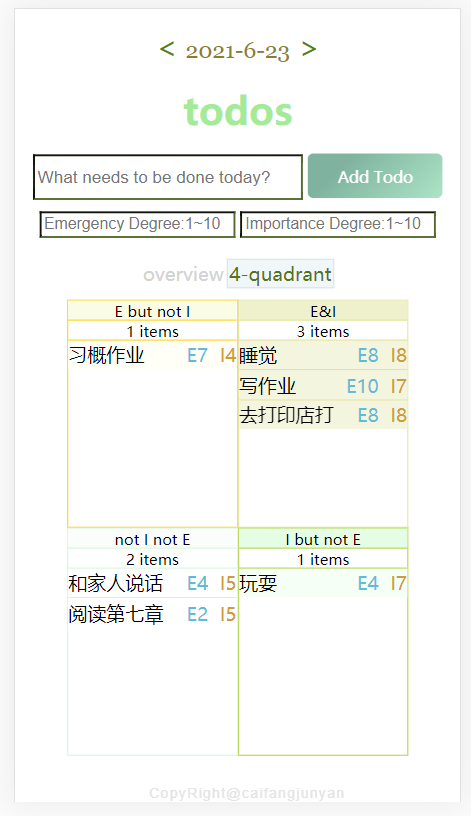 < 2021-6-23 >
todos
What needs to be done today? Add Todo
Emergency Degree:1~10 Importance Degree:1~10
overview 4-quadrant
E but not I E&I
1 items 3 items
习概作业 E7 I4 睡觉 E8 I8
写作业 E10 I7
去打印店打 E8 I8
not I not E I but not E
2 items 1 items
和家人说话 E4 I5 玩耍 E4 I7
阅读第七章 E2 I5
CopyRight@caifangjunyan